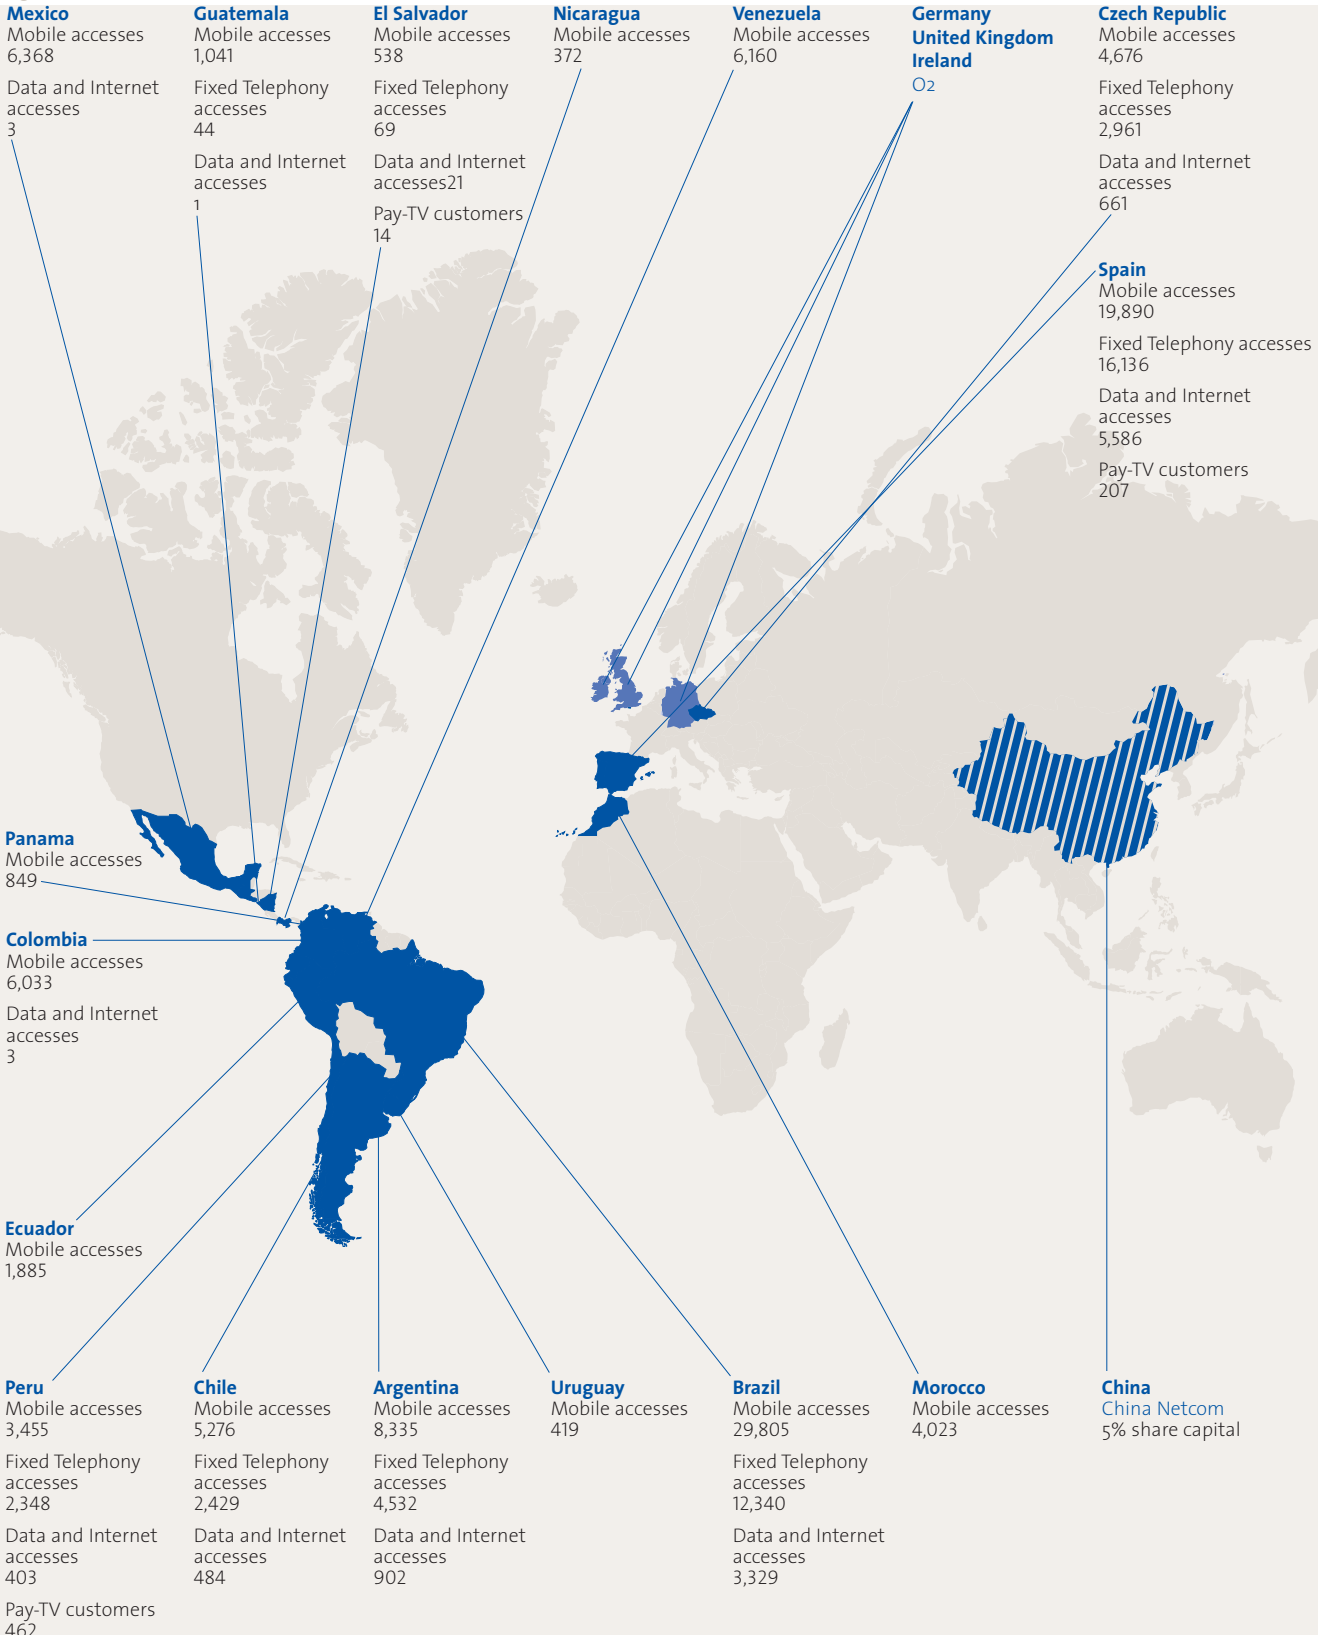 Mexico
Mobile accesses
6,368
Data and Internet
accesses
3
Guatemala
Mobile accesses
1,041
Fixed Telephony
accesses
44
Data and Internet
accesses
1
El Salvador
Mobile accesses
538
Fixed Telephony
accesses
69
Data and Internet
accesses21
Pay-TV customers
14
Nicaragua
Mobile accesses
372
Venezuela
Mobile accesses
6,160
Germany
United Kingdom
Ireland
O2
Czech Republic
Mobile accesses
4,676
Fixed Telephony
accesses
2,961
Data and Internet
accesses
661
Spain
Mobile accesses
19,890
Fixed Telephony accesses
16,136
Data and Internet
accesses
5,586
Pay-TV customers
207
Panama
Mobile accesses
849
Colombia
Mobile accesses
6,033
Data and Internet
accesses
3
Ecuador
Mobile accesses
1,885
Peru
Mobile accesses
3,455
Fixed Telephony
accesses
2,348
Data and Internet
accesses
403
Pay-TV customers
462
Chile
Mobile accesses
5,276
Fixed Telephony
accesses
2,429
Data and Internet
accesses
484
Argentina
Mobile accesses
8,335
Fixed Telephony
accesses
4,532
Data and Internet
accesses
902
Uruguay
Mobile accesses
419
Brazil
Mobile accesses
29,805
Fixed Telephony
accesses
12,340
Data and Internet
accesses
3,329
Morocco
Mobile accesses
4,023
China
China Netcom
5% share capital